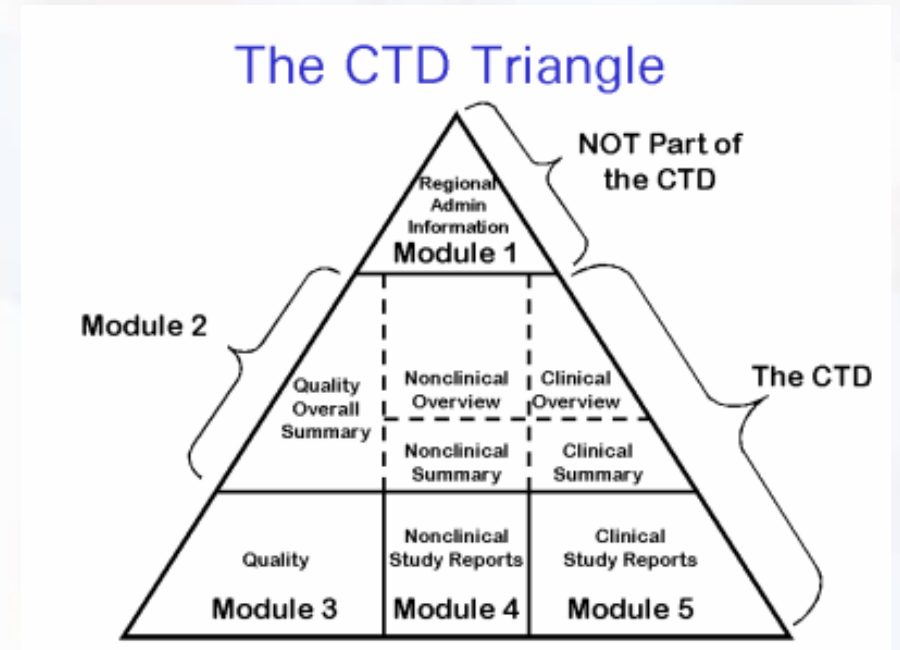 The CTD Triangle
NOT Part of
the CTD
Regional
Admin
Information
Module 1
Module 2
The CTD
Quality
Overall
Summary
Nonclinical
Overview
Clinical
Overview
Nonclinical
Summary
Clinical
Summary
Quality
Module 3
Nonclinical
Study Reports
Module 4
Clinical
Study Reports
Module 5